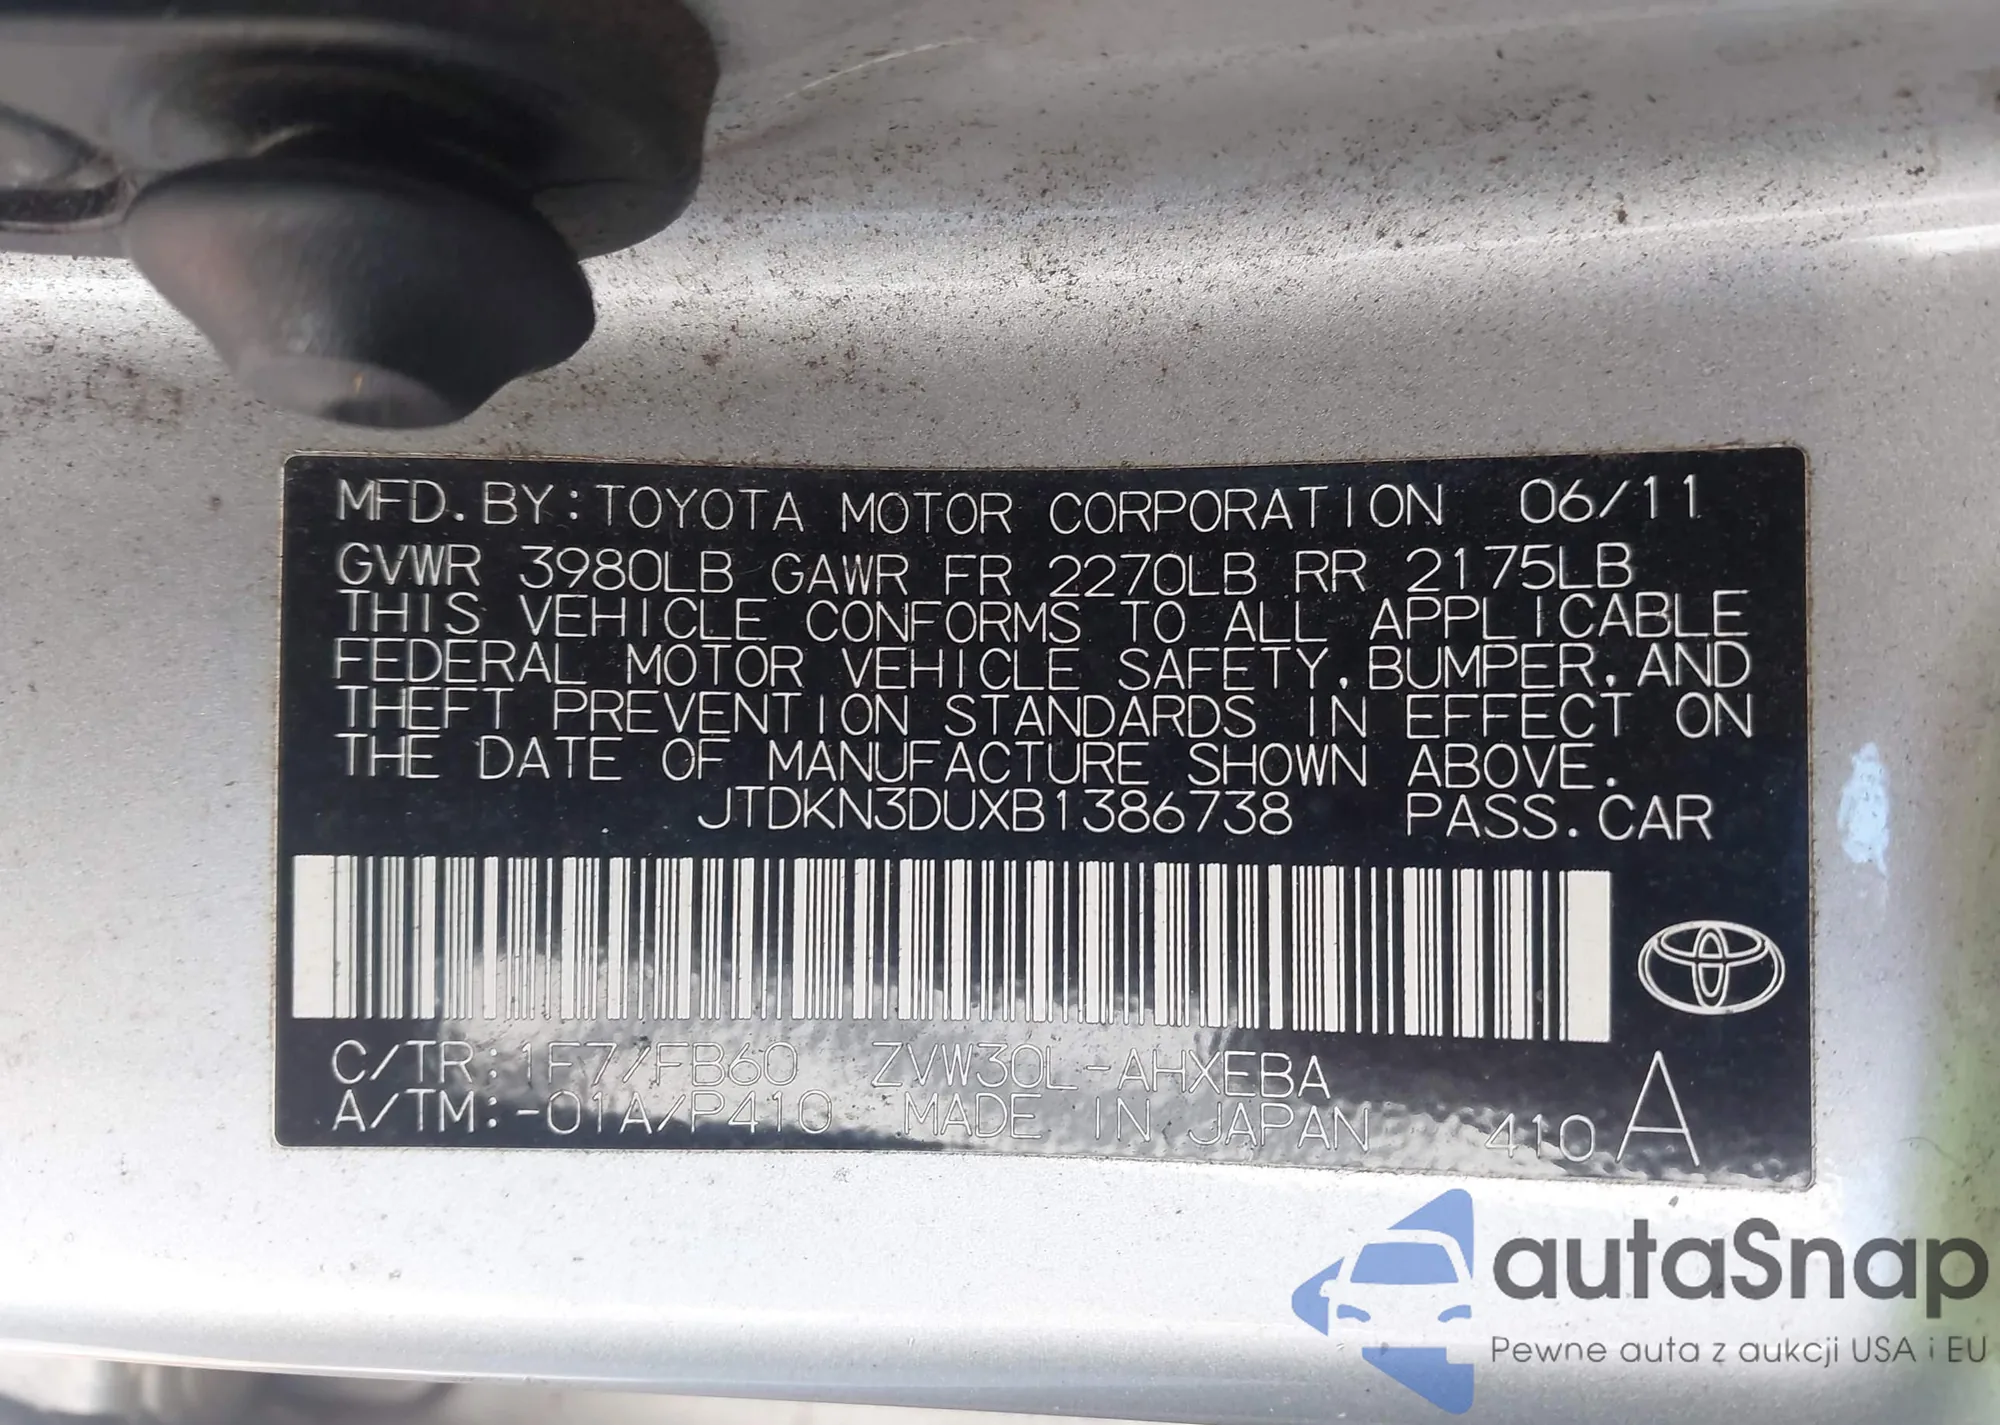 MFD. BY: TOYOTA MOTOR CORPORATION 06/11
GVWR 3980LB GAWR FR 2270LB RR 2175LB
THIS VEHICLE CONFORMS TO ALL APPLICABLE
FEDERAL MOTOR VEHICLE SAFETY, BUMPER, AND
THEFT PREVENTION STANDARDS IN EFFECT ON
THE DATE OF MANUFACTURE SHOWN ABOVE.
JTDKN3DUXB1386738 PASS. CAR
C/TR: 1F7/FB60 ZVW30L-AHXEBA
A/TM: -01A/P410 MADE IN JAPAN 410 A
autaSnap
Pewne auta z aukcji USA i EU